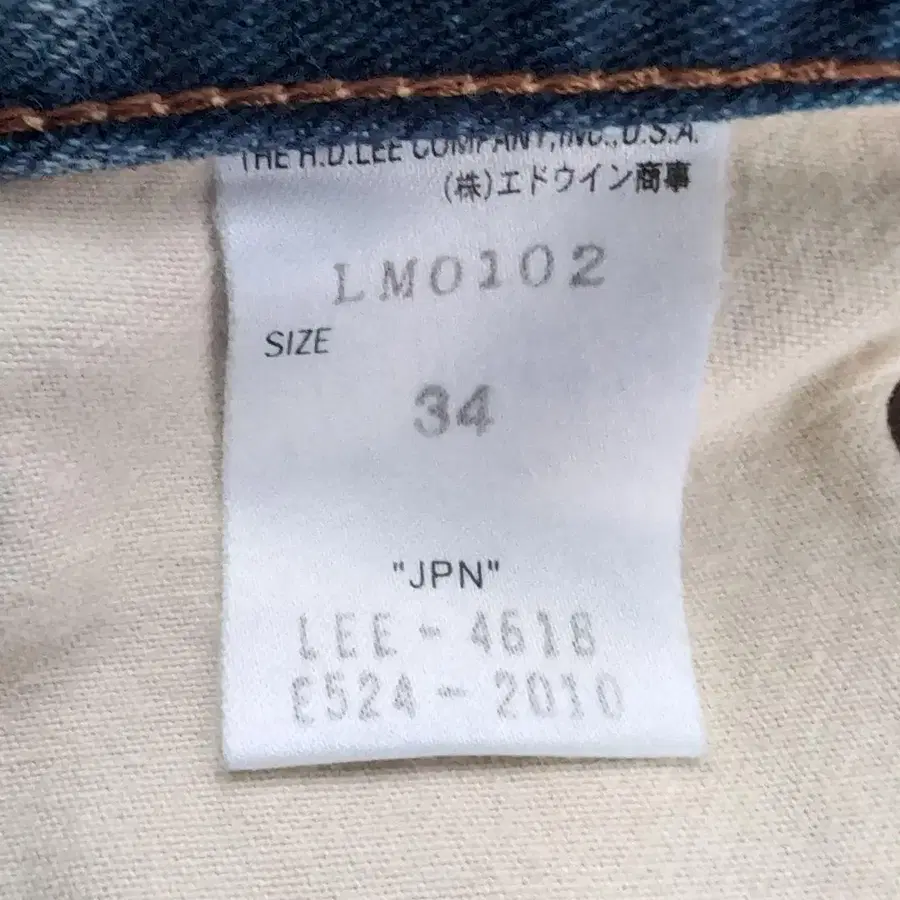 THE H.D.LEE COMPANY,INC.,U.S.A.
(株)エドウイン商事
LM0102
SIZE
34
"JPN"
LEE-4618
E524-2010